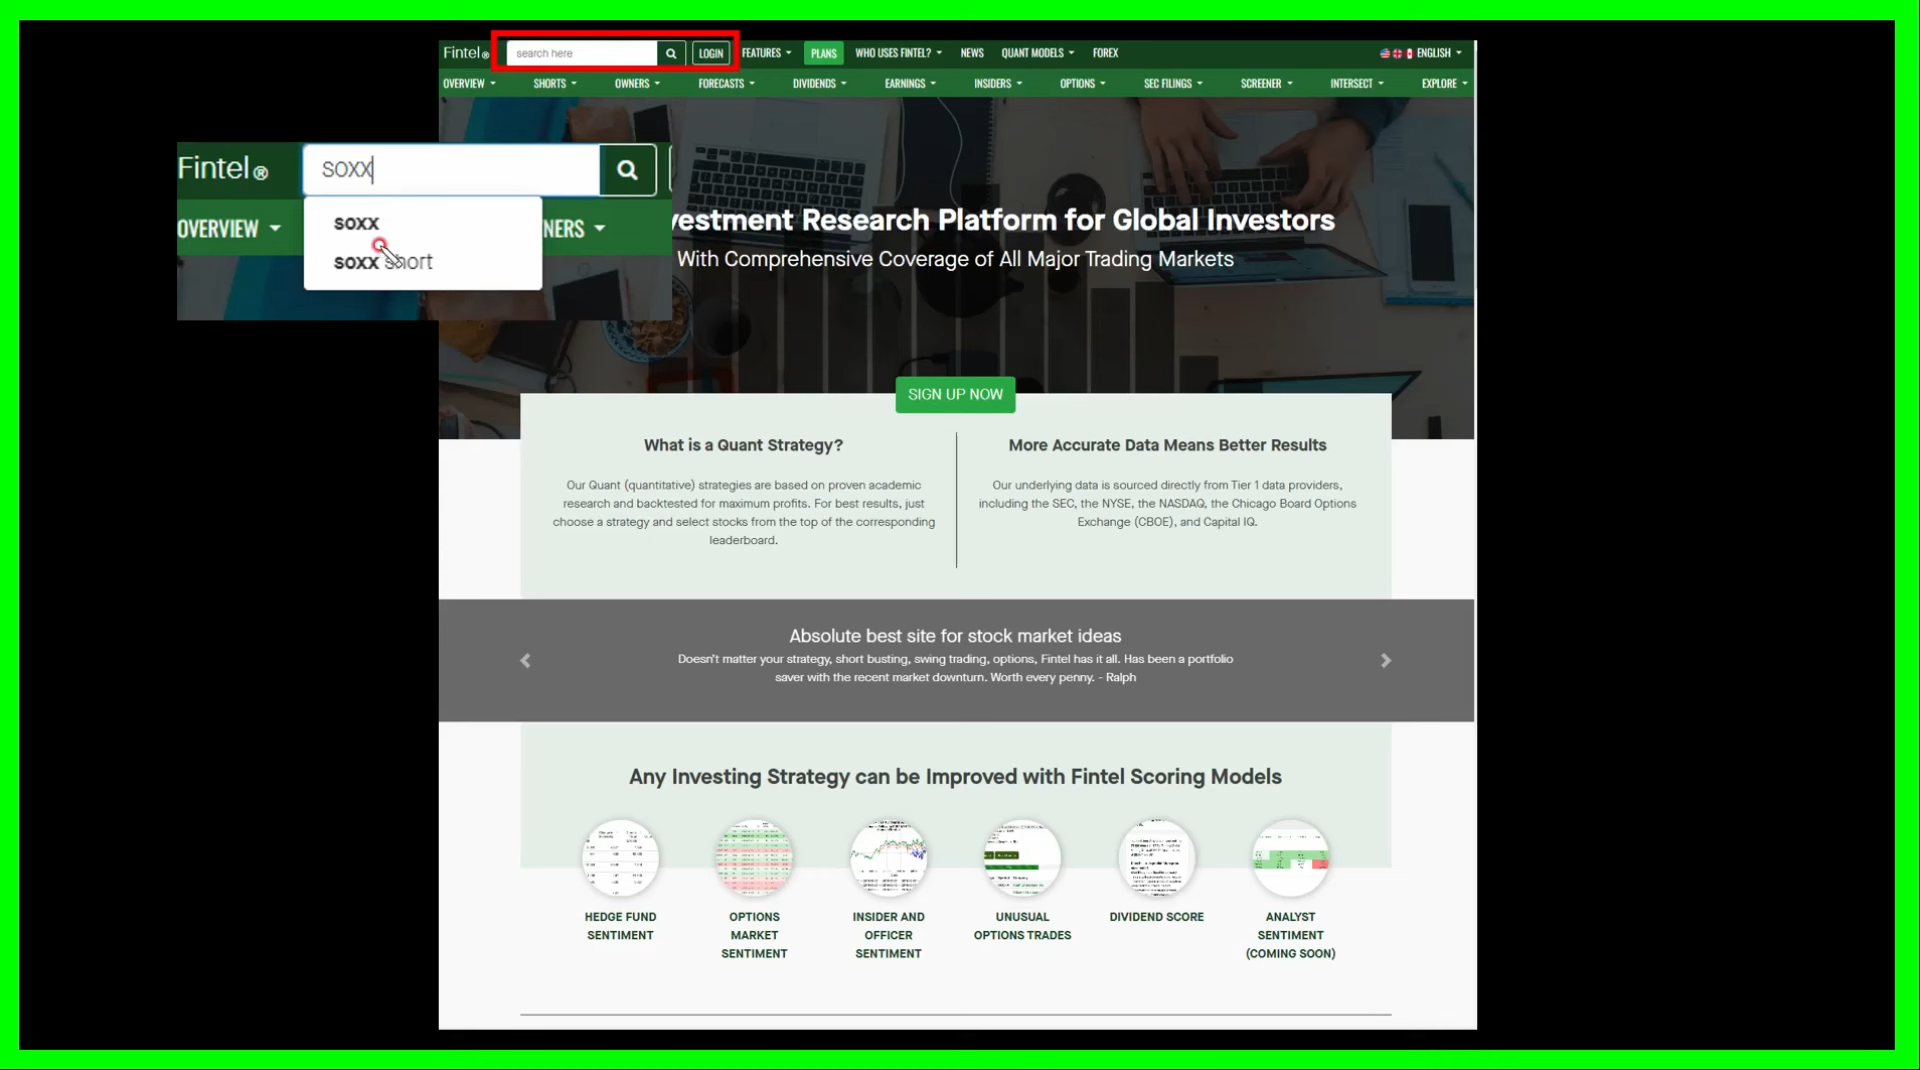 Fintel® search here LOGIN FEATURES PLANS WHO USES FINTEL? NEWS QUANT MODELS FOREX ENGLISH
OVERVIEW SHORTS OWNERS FORECASTS DIVIDENDS EARNINGS INSIDERS OPTIONS SEC FILINGS SCREENER INTERSECT EXPLORE
Fintel® soxx
OVERVIEW NERS
soxx
soxx short
vestment Research Platform for Global Investors
With Comprehensive Coverage of All Major Trading Markets
SIGN UP NOW
What is a Quant Strategy?
Our Quant (quantitative) strategies are based on proven academic
research and backtested for maximum profits. For best results, just
choose a strategy and select stocks from the top of the corresponding
leaderboard.
More Accurate Data Means Better Results
Our underlying data is sourced directly from Tier 1 data providers,
including the SEC, the NYSE, the NASDAQ, the Chicago Board Options
Exchange (CBOE), and Capital IQ.
Absolute best site for stock market ideas
Doesn't matter your strategy, short busting, swing trading, options, Fintel has it all. Has been a portfolio
saver with the recent market downturn. Worth every penny. - Ralph
Any Investing Strategy can be Improved with Fintel Scoring Models
HEDGE FUND
SENTIMENT
OPTIONS
MARKET
SENTIMENT
INSIDER AND
OFFICER
SENTIMENT
UNUSUAL
OPTIONS TRADES
DIVIDEND SCORE
ANALYST
SENTIMENT
(COMING SOON)